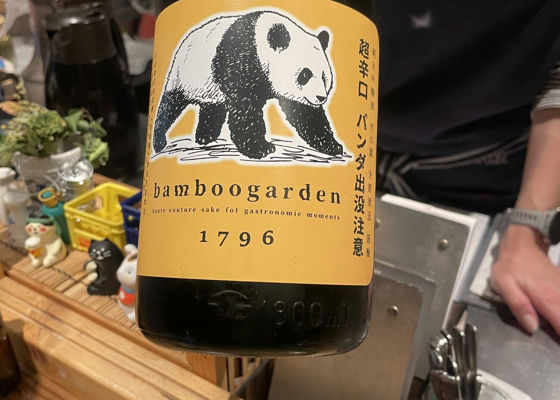 超辛口 パンダ出没注意
bamboogarden
haute couture sake fot gastronomic moments
1796
1800ml